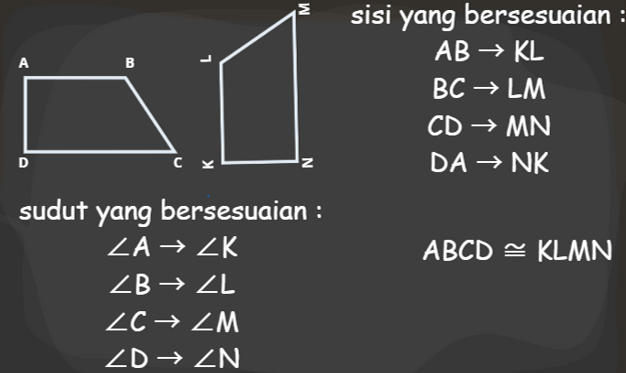 A
B
D
C
L
M
K
N
sisi yang bersesuaian :
AB → KL
BC → LM
CD → MN
DA → NK
sudut yang bersesuaian :
∠A → ∠K
∠B → ∠L
∠C → ∠M
∠D → ∠N
ABCD ≅ KLMN